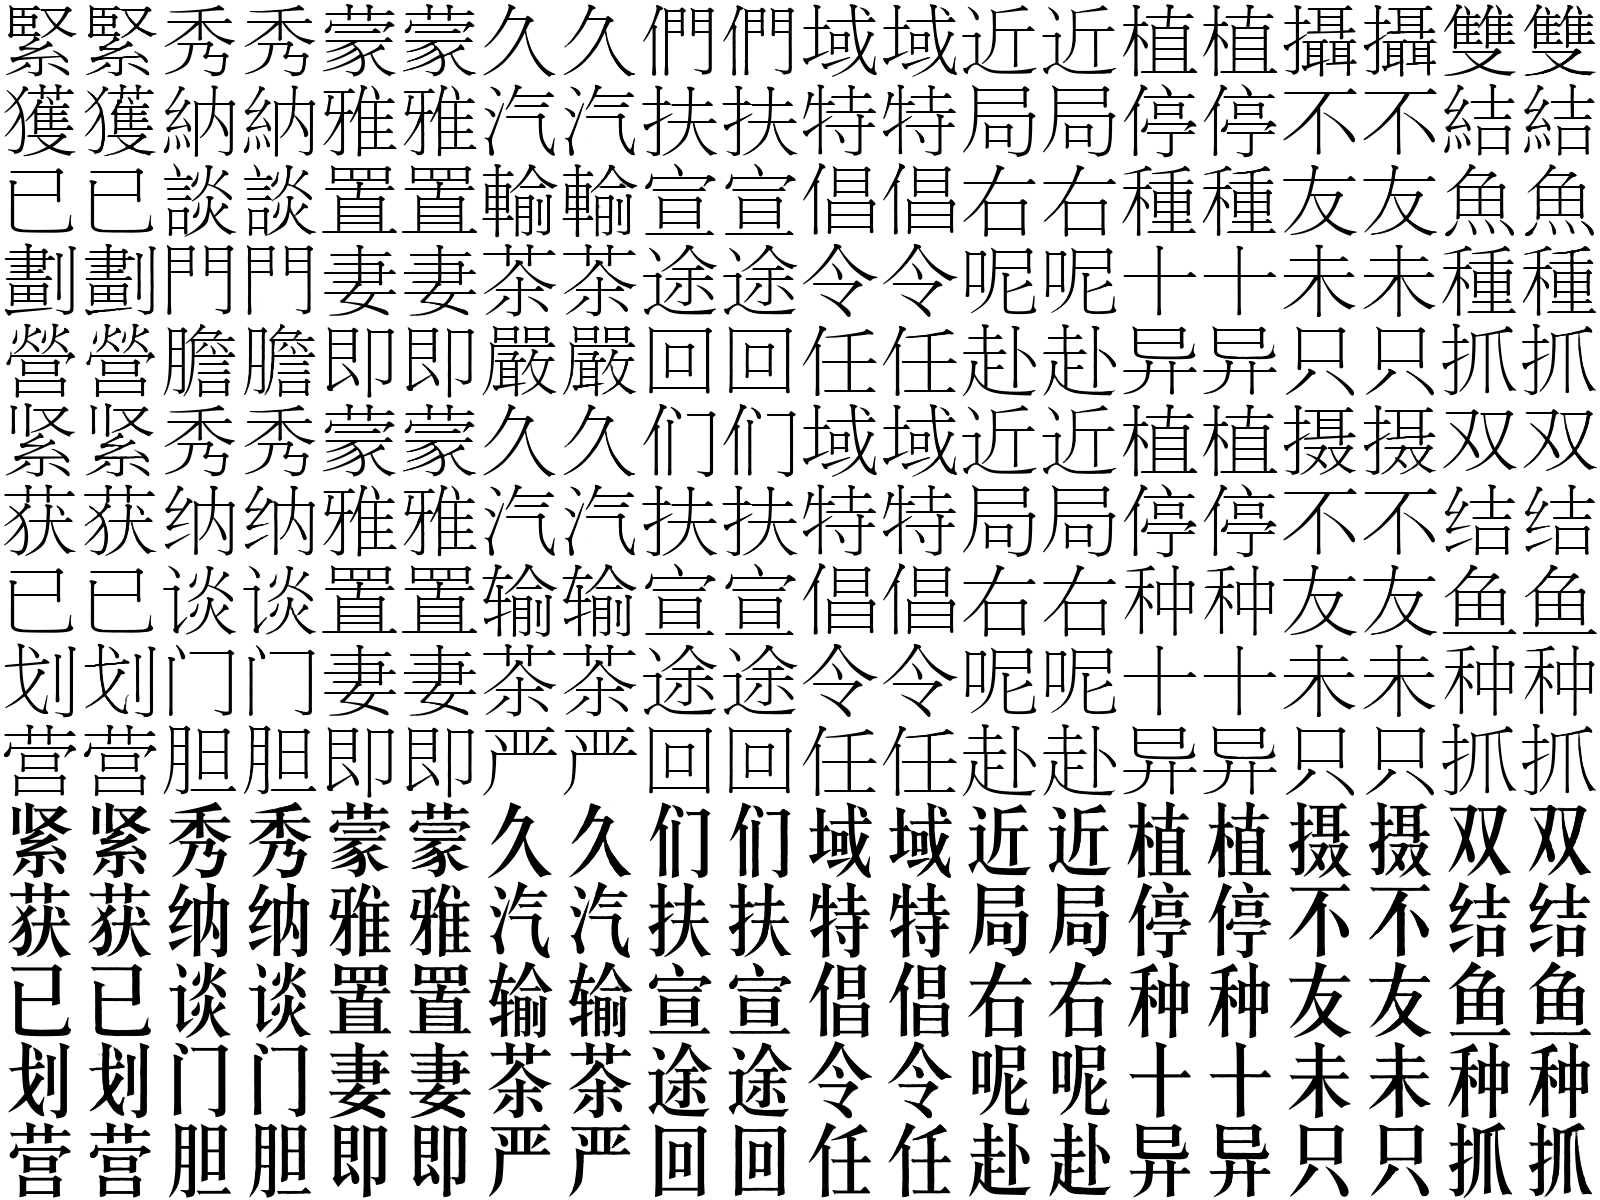 緊緊秀秀蒙蒙久久們們域域近近植植攝攝雙雙
獲獲納納雅雅汽汽扶扶特特局局停停不不結結
已已談談置置輸輸宣宣倡倡右右種種友友魚魚
劃劃門門妻妻茶茶途途令令呢呢十十未未種種
營營膽膽即即嚴嚴回回任任赴赴异异只只抓抓
紧紧秀秀蒙蒙久久们们域域近近植植摄摄双双
获获纳纳雅雅汽汽扶扶特特局局停停不不结结
已已谈谈置置输输宣宣倡倡右右种种友友鱼鱼
划划门门妻妻茶茶途途令令呢呢十十未未种种
营营胆胆即即严严回回任任赴赴异异只只抓抓
紧紧秀秀蒙蒙久久们们域域近近植植摄摄双双
获获纳纳雅雅汽汽扶扶特特局局停停不不结结
已已谈谈置置输输宣宣倡倡右右种种友友鱼鱼
划划门门妻妻茶茶途途令令呢呢十十未未种种
营营胆胆即即严严回回任任赴赴异异只只抓抓